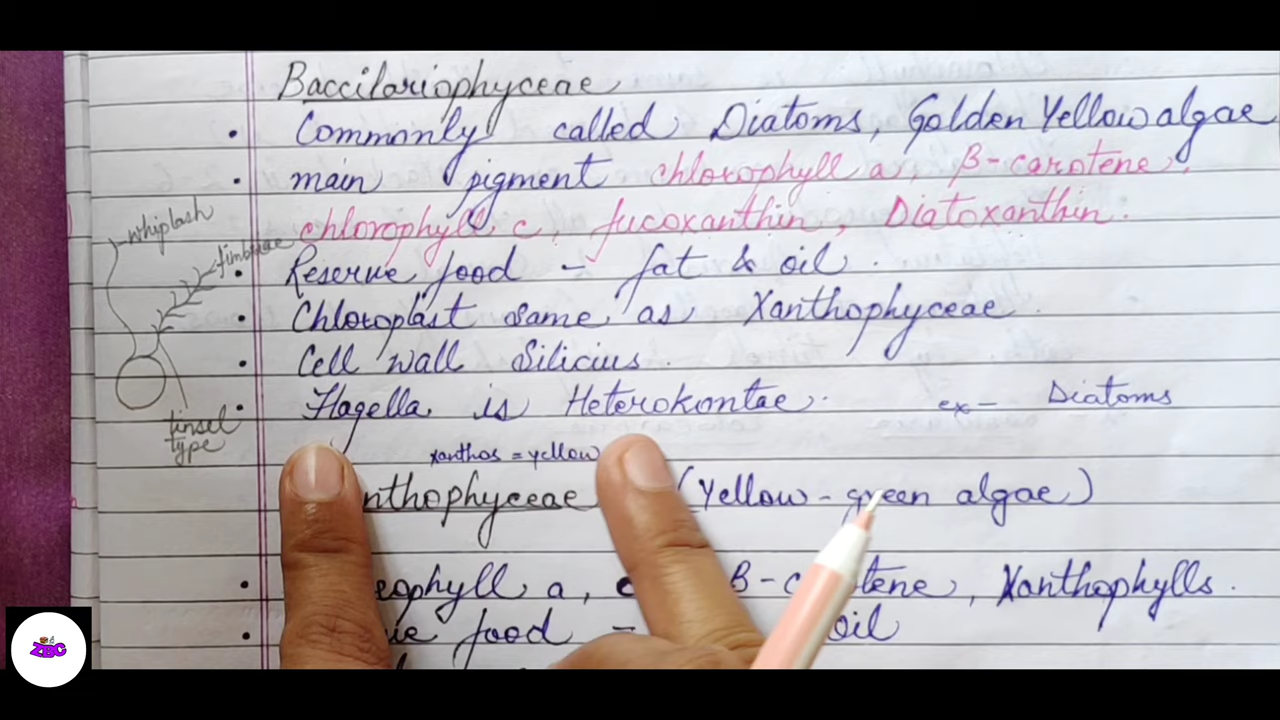 Baccilariophyceae
• Commonly called Diatoms, Golden Yellow algae
• main pigment chlorophyll a, β-carotene,
chlorophyll c, fucoxanthin, Diatoxanthin.
• Reserve food - fat & oil.
• Chloroplast same as Xanthophyceae.
• Cell wall Silicius.
• Flagella is Heterokontae. ex- Diatoms
whiplash
fimbriae
tinsel
type
xanthos = yellow
nthophyceae (Yellow-green algae)
• ophyll a, β-c otene, Xanthophylls.
• food - oil
ZBC